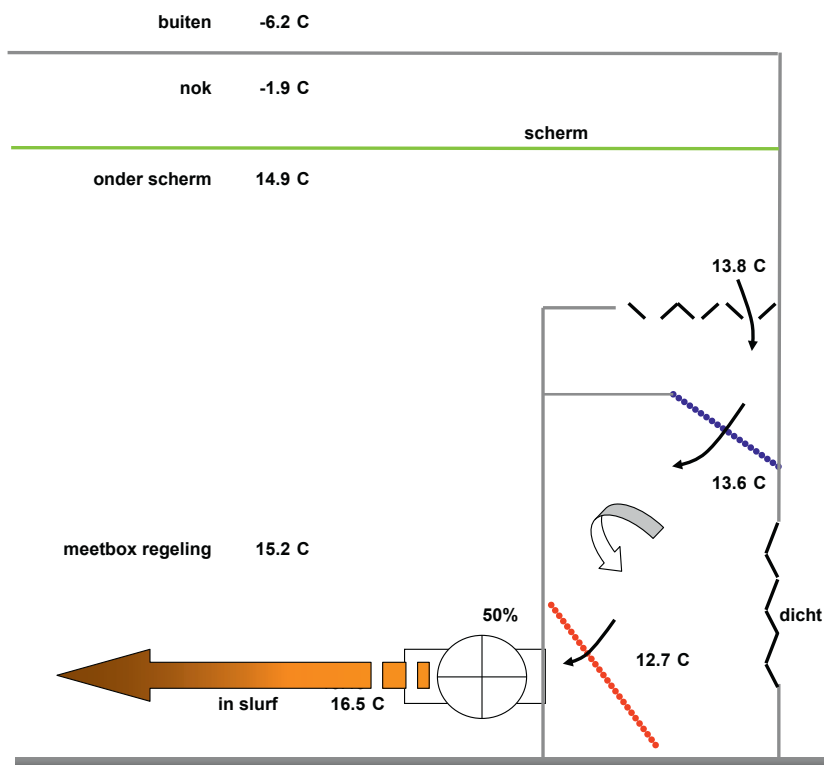 buiten -6.2 C
nok -1.9 C
scherm
onder scherm 14.9 C
13.8 C
13.6 C
meetbox regeling 15.2 C
50%
dicht
12.7 C
in slurf 16.5 C